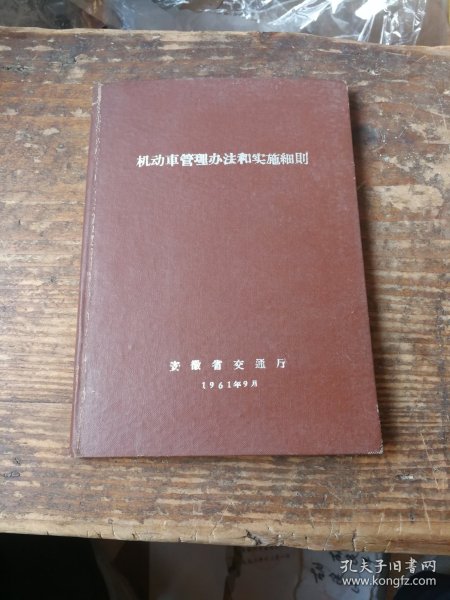 机动車管理办法和实施細則
安徽省交通厅
1961年9月
孔夫子旧书网
www.kongfz.com